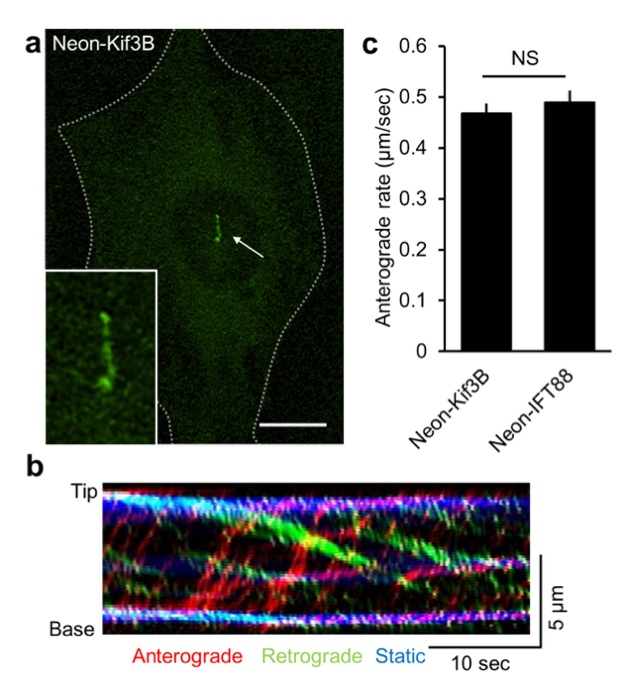 a
Neon-Kif3B
c
NS
Anterograde rate (μm/sec)
0.6
0.5
0.4
0.3
0.2
0.1
0
Neon-Kif3B
Neon-IFT88
b
Tip
Base
5 μm
Anterograde Retrograde Static
10 sec